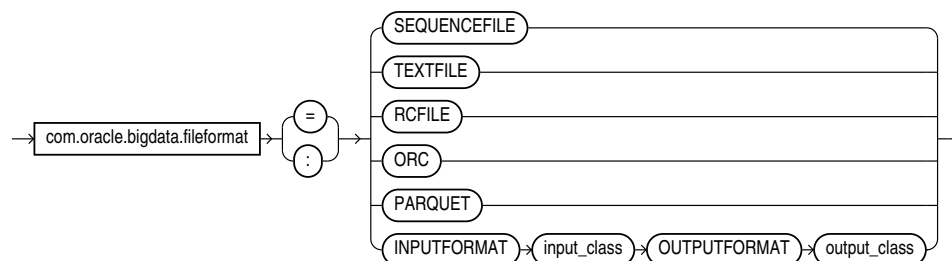 SEQUENCEFILE
TEXTFILE
=
RCFILE
com.oracle.bigdata.fileformat
:
ORC
PARQUET
INPUTFORMAT input_class OUTPUTFORMAT output_class